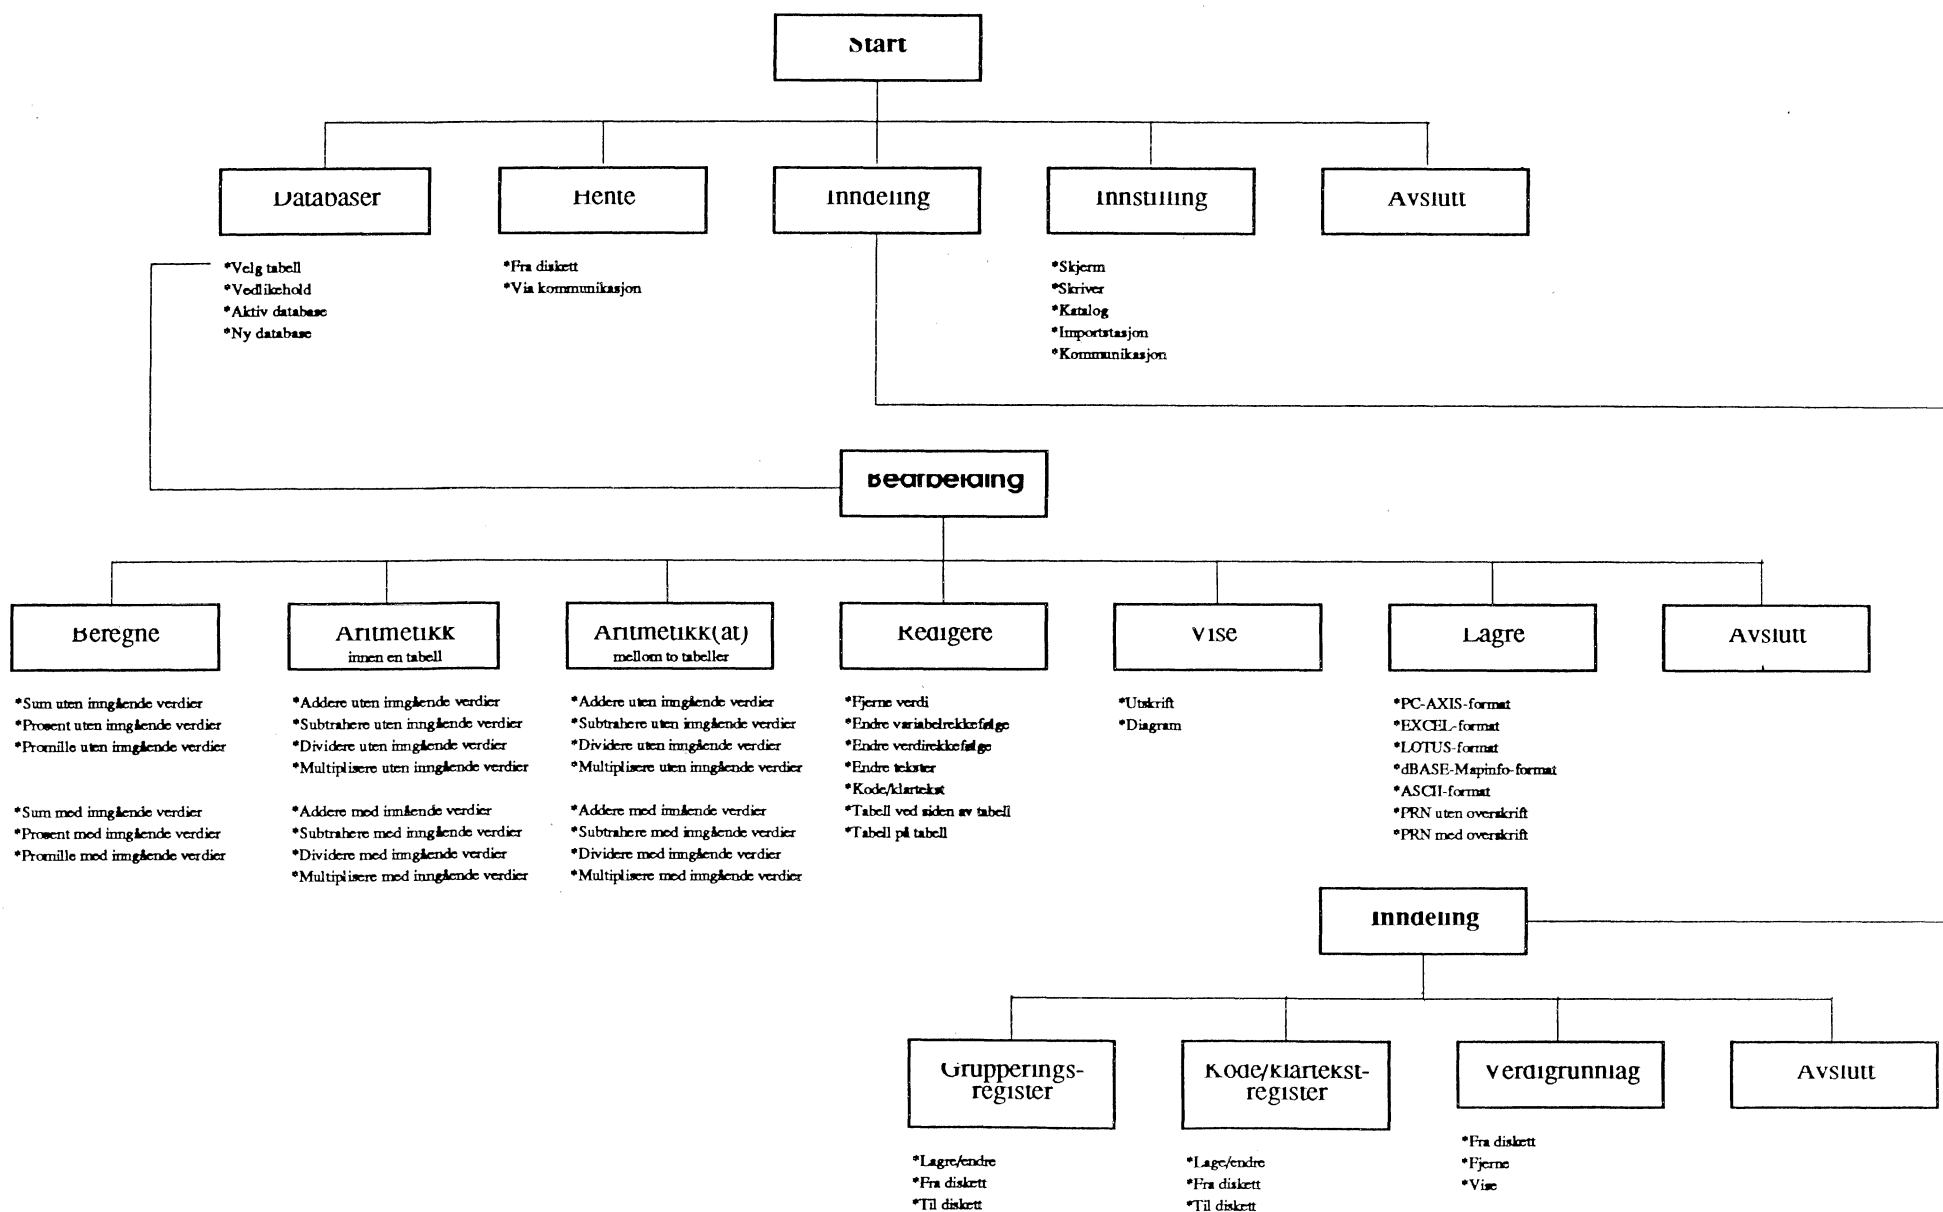 Start
Databaser
Hente
Inndeling
Innstilling
Avslutt
*Velg tabell
*Vedlikehold
*Aktiv database
*Ny database
*Fra diskett
*Via kommunikasjon
*Skjerm
*Skriver
*Katalog
*Importstasjon
*Kommunikasjon
Bearbeiding
Beregne
Aritmetikk
innen en tabell
Aritmetikk(at)
mellom to tabeller
Redigere
Vise
Lagre
Avslutt
*Sum uten inngående verdier
*Prosent uten inngående verdier
*Promille uten inngående verdier
*Sum med inngående verdier
*Prosent med inngående verdier
*Promille med inngående verdier
*Addere uten inngående verdier
*Subtrahere uten inngående verdier
*Dividere uten inngående verdier
*Multiplisere uten inngående verdier
*Addere med innående verdier
*Subtrahere med inngående verdier
*Dividere med inngående verdier
*Multiplisere med inngående verdier
*Addere uten inngående verdier
*Subtrahere uten inngående verdier
*Dividere uten inngående verdier
*Multiplisere uten inngående verdier
*Addere med innående verdier
*Subtrahere med inngående verdier
*Dividere med inngående verdier
*Multiplisere med inngående verdier
*Fjerne verdi
*Endre variabelrekkefølge
*Endre verdirekkefølge
*Endre tekster
*Kode/klartekst
*Tabell ved siden av tabell
*Tabell på tabell
*Utskrift
*Diagram
*PC-AXIS-format
*EXCEL-format
*LOTUS-format
*dBASE-Mapinfo-format
*ASCII-format
*PRN uten overskrift
*PRN med overskrift
Inndeling
Grupperings-
register
Kode/klartekst-
register
Verdigrunnlag
Avslutt
*Lagre/endre
*Fra diskett
*Til diskett
*Lage/endre
*Fra diskett
*Til diskett
*Fra diskett
*Fjerne
*Vise